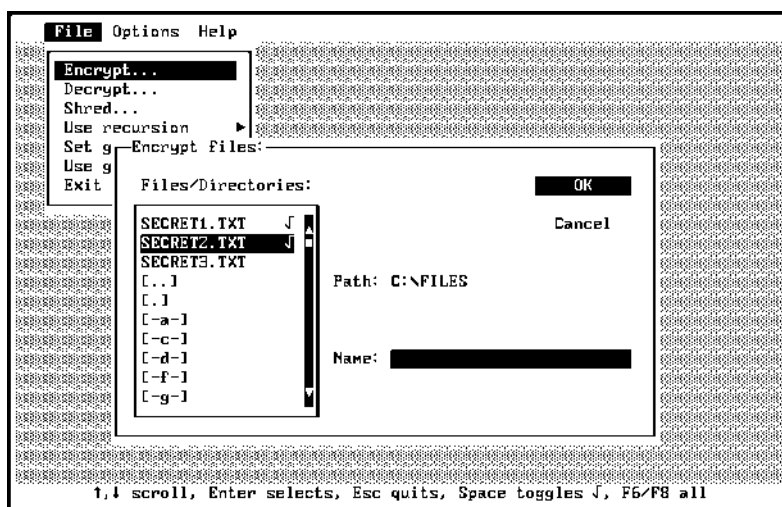 File Options Help
Encrypt...
Decrypt...
Shred...
Use recursion ►
Set g
Use g
Exit
Encrypt files:
Files/Directories:
OK
Cancel
SECRET1.TXT √
SECRET2.TXT √
SECRET3.TXT
[..]
[.]
[-a-]
[-c-]
[-d-]
[-f-]
[-g-]
Path: C:\FILES
Name:
↑,↓ scroll, Enter selects, Esc quits, Space toggles √, F6/F8 all